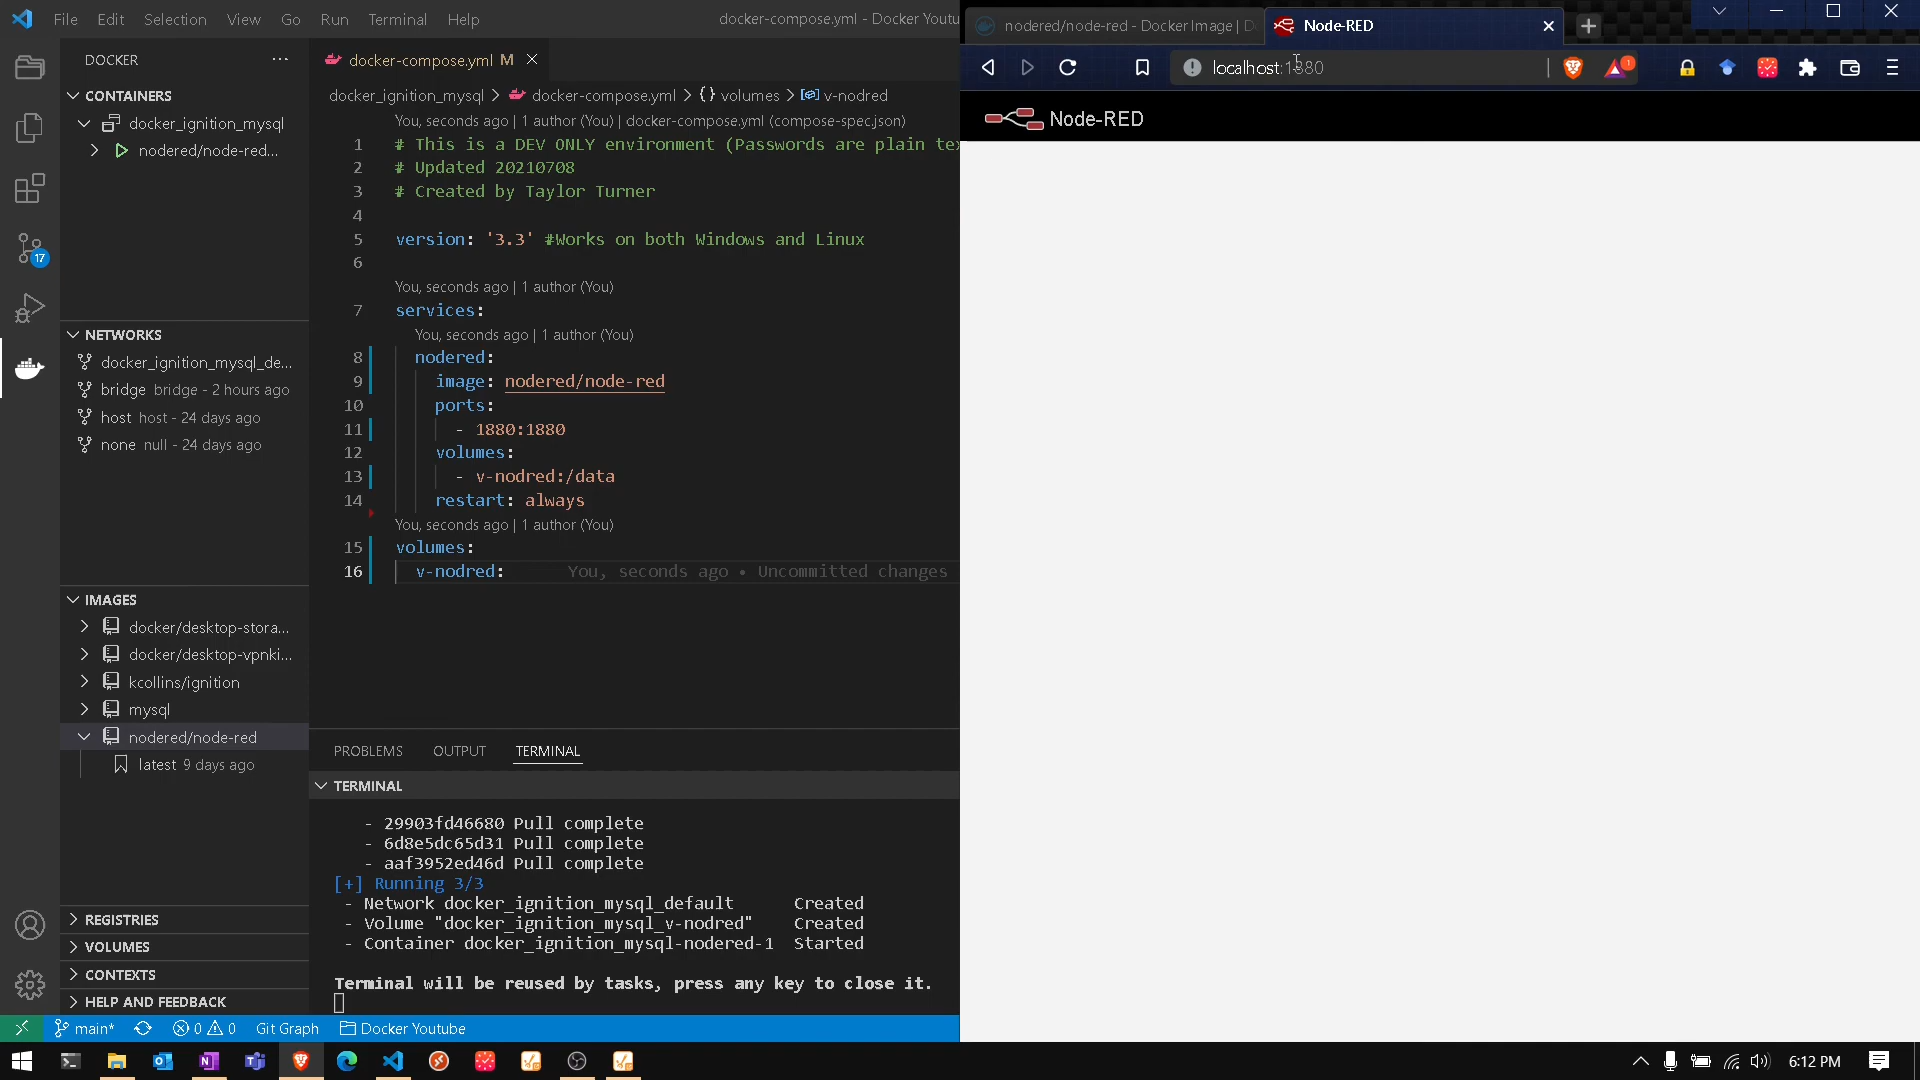 File Edit Selection View Go Run Terminal Help
docker-compose.yml - Docker Youtu
DOCKER
CONTAINERS
docker_ignition_mysql
nodered/node-red...
NETWORKS
docker_ignition_mysql_de...
bridge bridge - 2 hours ago
host host - 24 days ago
none null - 24 days ago
IMAGES
docker/desktop-stora...
docker/desktop-vpnki...
kcollins/ignition
mysql
nodered/node-red
latest 9 days ago
REGISTRIES
VOLUMES
CONTEXTS
HELP AND FEEDBACK
17
docker-compose.yml M
docker_ignition_mysql > docker-compose.yml > {} volumes > v-nodred
You, seconds ago | 1 author (You) | docker-compose.yml (compose-spec.json)
1 # This is a DEV ONLY environment (Passwords are plain te
2 # Updated 20210708
3 # Created by Taylor Turner
4
5 version: '3.3' #Works on both Windows and Linux
6
You, seconds ago | 1 author (You)
7 services:
You, seconds ago | 1 author (You)
8 nodered:
9 image: nodered/node-red
10 ports:
11 - 1880:1880
12 volumes:
13 - v-nodred:/data
14 restart: always
You, seconds ago | 1 author (You)
15 volumes:
16 v-nodred: You, seconds ago • Uncommitted changes
PROBLEMS OUTPUT TERMINAL
TERMINAL
- 29903fd46680 Pull complete
- 6d8e5dc65d31 Pull complete
- aaf3952ed46d Pull complete
[+] Running 3/3
- Network docker_ignition_mysql_default Created
- Volume "docker_ignition_mysql_v-nodred" Created
- Container docker_ignition_mysql-nodered-1 Started
Terminal will be reused by tasks, press any key to close it.
main* 0 0 Git Graph Docker Youtube
nodered/node-red - Docker Image | D
Node-RED
localhost:1880
1
Node-RED
6:12 PM